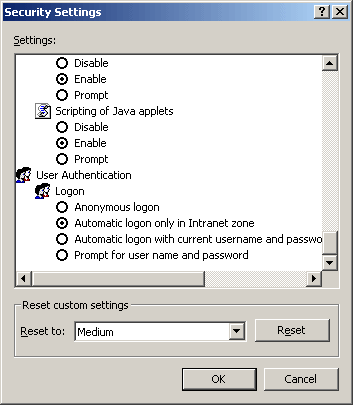 Security Settings
Settings:
Disable
Enable
Prompt
Scripting of Java applets
Disable
Enable
Prompt
User Authentication
Logon
Anonymous logon
Automatic logon only in Intranet zone
Automatic logon with current username and passwo
Prompt for user name and password
Reset custom settings
Reset to: Medium Reset
OK Cancel